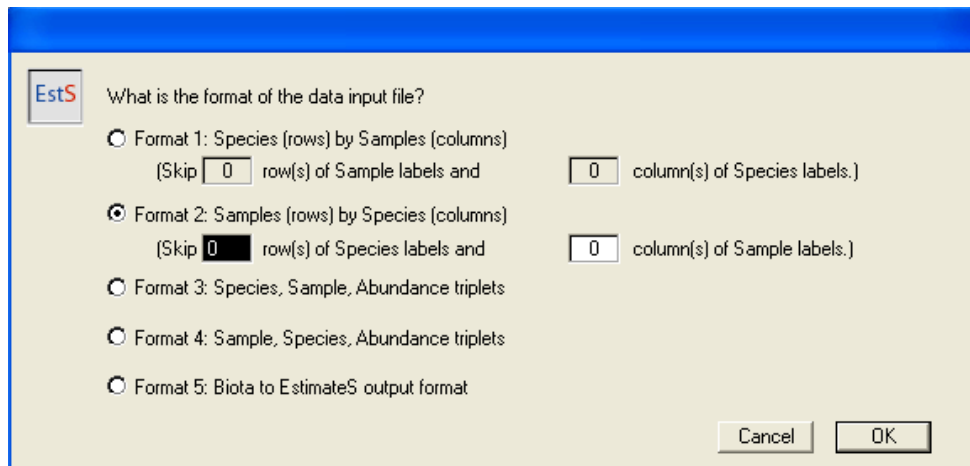 EstS
What is the format of the data input file?
Format 1: Species (rows) by Samples (columns)
(Skip 0 row(s) of Sample labels and 0 column(s) of Species labels.)
Format 2: Samples (rows) by Species (columns)
(Skip 0 row(s) of Species labels and 0 column(s) of Sample labels.)
Format 3: Species, Sample, Abundance triplets
Format 4: Sample, Species, Abundance triplets
Format 5: Biota to EstimateS output format
Cancel OK